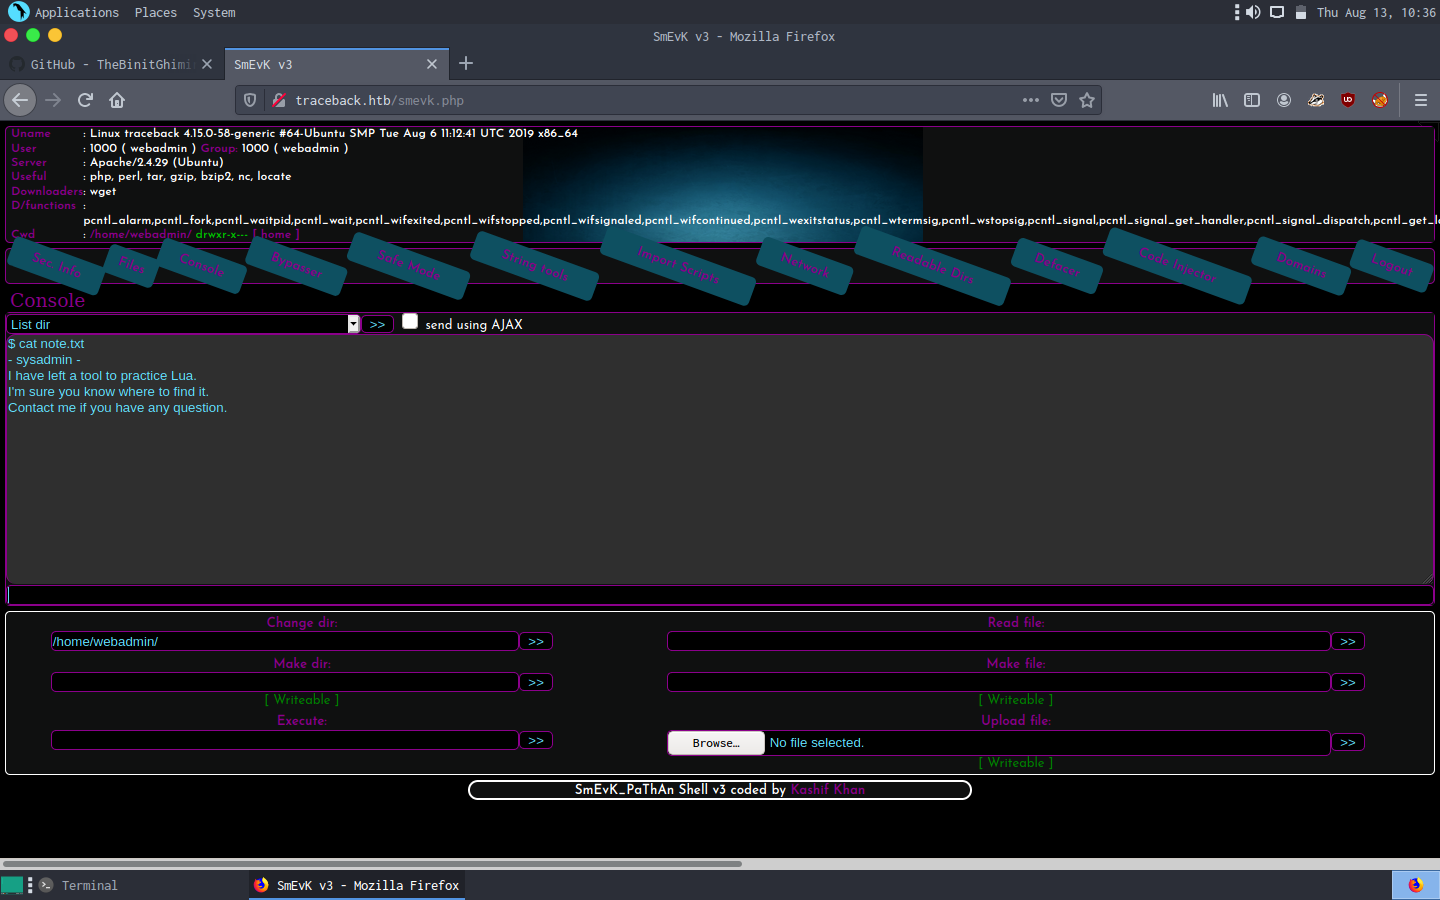 Applications Places System Thu Aug 13, 10:36
SmEvK v3 - Mozilla Firefox
GitHub - TheBinitGhimi
SmEvK v3
traceback.htb/smevk.php
Uname : Linux traceback 4.15.0-58-generic #64-Ubuntu SMP Tue Aug 6 11:12:41 UTC 2019 x86_64
User : 1000 ( webadmin ) Group: 1000 ( webadmin )
Server : Apache/2.4.29 (Ubuntu)
Useful : php, perl, tar, gzip, bzip2, nc, locate
Downloaders: wget
D/functions :
pcntl_alarm,pcntl_fork,pcntl_waitpid,pcntl_wait,pcntl_wifexited,pcntl_wifstopped,pcntl_wifsignaled,pcntl_wifcontinued,pcntl_wexitstatus,pcntl_wtermsig,pcntl_wstopsig,pcntl_signal,pcntl_signal_get_handler,pcntl_signal_dispatch,pcntl_get_l
Cwd : /home/webadmin/ drwxr-x--- [ home ]
Sec. Info Files Console Bypasser Safe Mode String tools Import Scripts Network Readable Dirs Defacer Code Injector Domains Logout
Console
List dir >> send using AJAX
$ cat note.txt
- sysadmin -
I have left a tool to practice Lua.
I'm sure you know where to find it.
Contact me if you have any question.
Change dir: Read file:
/home/webadmin/ >> >>
Make dir: Make file:
>> >>
[ Writeable ] [ Writeable ]
Execute: Upload file:
>> Browse… No file selected. >>
[ Writeable ]
SmEvK_PaThAn Shell v3 coded by Kashif Khan
Terminal SmEvK v3 - Mozilla Firefox